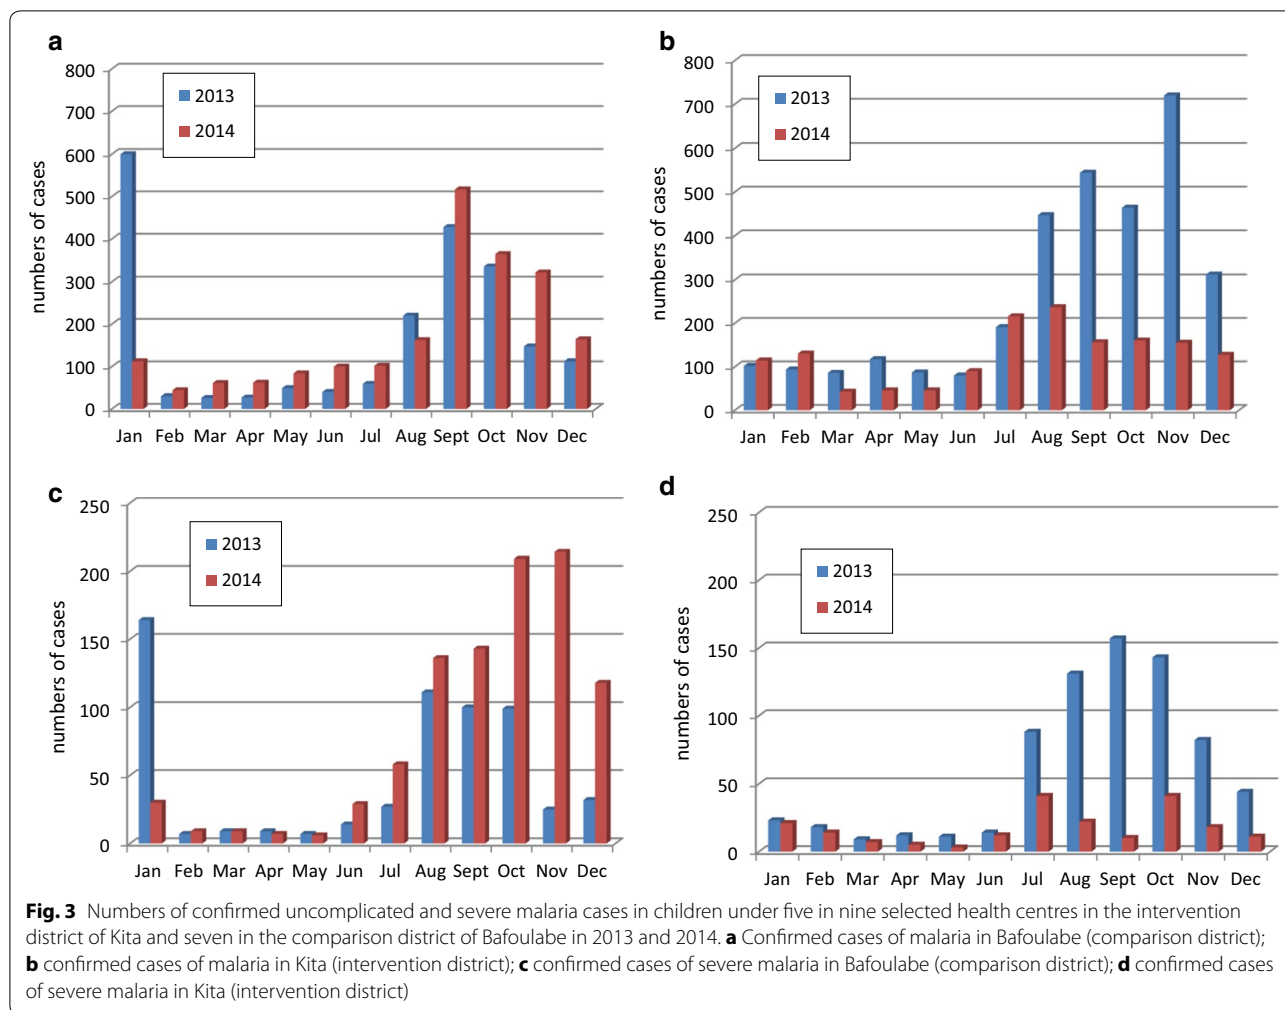 a
800
700
600
500
400
300
200
100
0
numbers of cases
2013
2014
Jan Feb Mar Apr May Jun Jul Aug Sept Oct Nov Dec
b
800
700
600
500
400
300
200
100
0
numbers of cases
2013
2014
Jan Feb Mar Apr May Jun Jul Aug Sept Oct Nov Dec
c
250
200
150
100
50
0
numbers of cases
2013
2014
Jan Feb Mar Apr May Jun Jul Aug Sept Oct Nov Dec
d
250
200
150
100
50
0
numbers of cases
2013
2014
Jan Feb Mar Apr May Jun Jul Aug Sept Oct Nov Dec
Fig. 3 Numbers of confirmed uncomplicated and severe malaria cases in children under five in nine selected health centres in the intervention
district of Kita and seven in the comparison district of Bafoulabe in 2013 and 2014. a Confirmed cases of malaria in Bafoulabe (comparison district);
b confirmed cases of malaria in Kita (intervention district); c confirmed cases of severe malaria in Bafoulabe (comparison district); d confirmed cases
of severe malaria in Kita (intervention district)